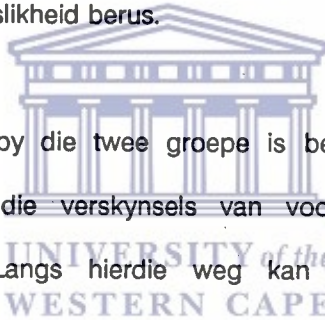 slikheid berus.
by die twee groepe is be
die verskynsels van voo
UNIVERSITY of the
Langs hierdie weg kan
WESTERN CAPE